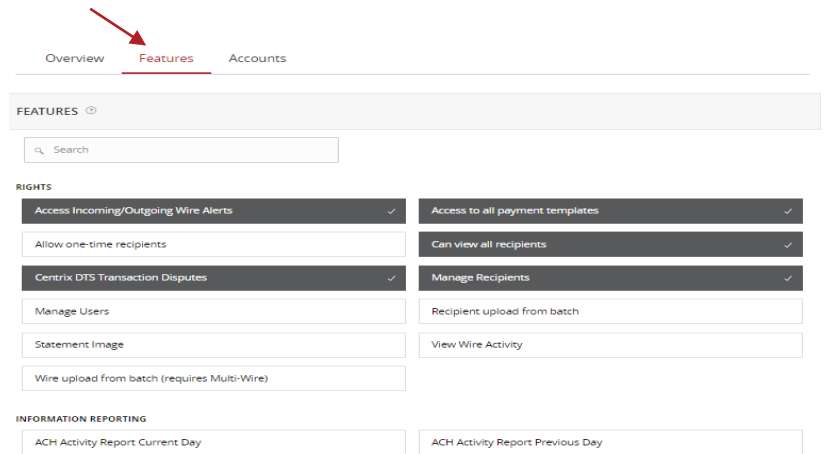 Overview Features Accounts
FEATURES
Search
RIGHTS
Access Incoming/Outgoing Wire Alerts Access to all payment templates
Allow one-time recipients Can view all recipients
Centrix DTS Transaction Disputes Manage Recipients
Manage Users Recipient upload from batch
Statement Image View Wire Activity
Wire upload from batch (requires Multi-Wire)
INFORMATION REPORTING
ACH Activity Report Current Day ACH Activity Report Previous Day